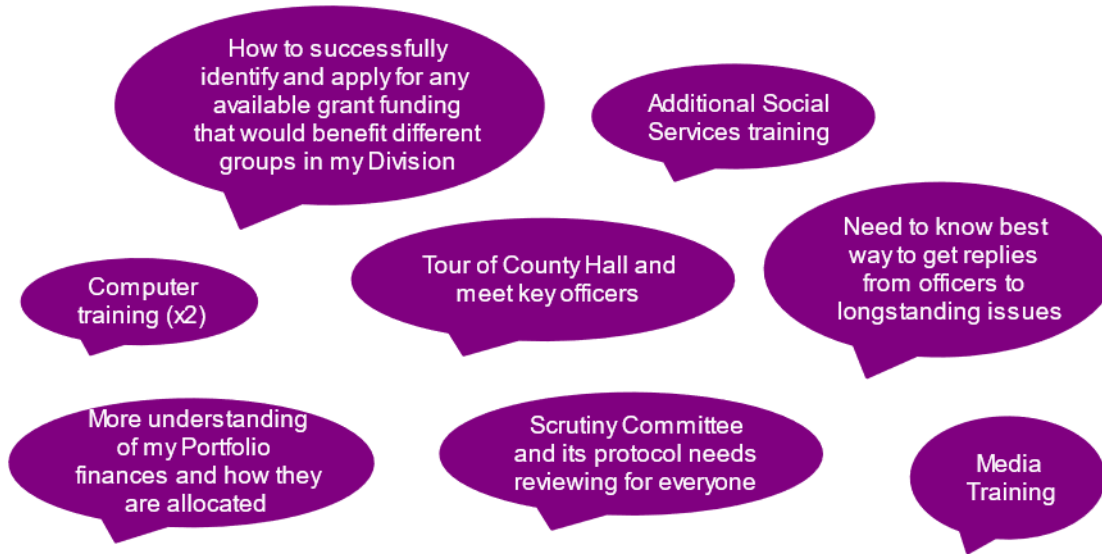 How to successfully
identify and apply for any
available grant funding
that would benefit different
groups in my Division
Additional Social
Services training
Need to know best
way to get replies
from officers to
longstanding issues
Tour of County Hall and
meet key officers
Computer
training (x2)
More understanding
of my Portfolio
finances and how they
are allocated
Scrutiny Committee
and its protocol needs
reviewing for everyone
Media
Training